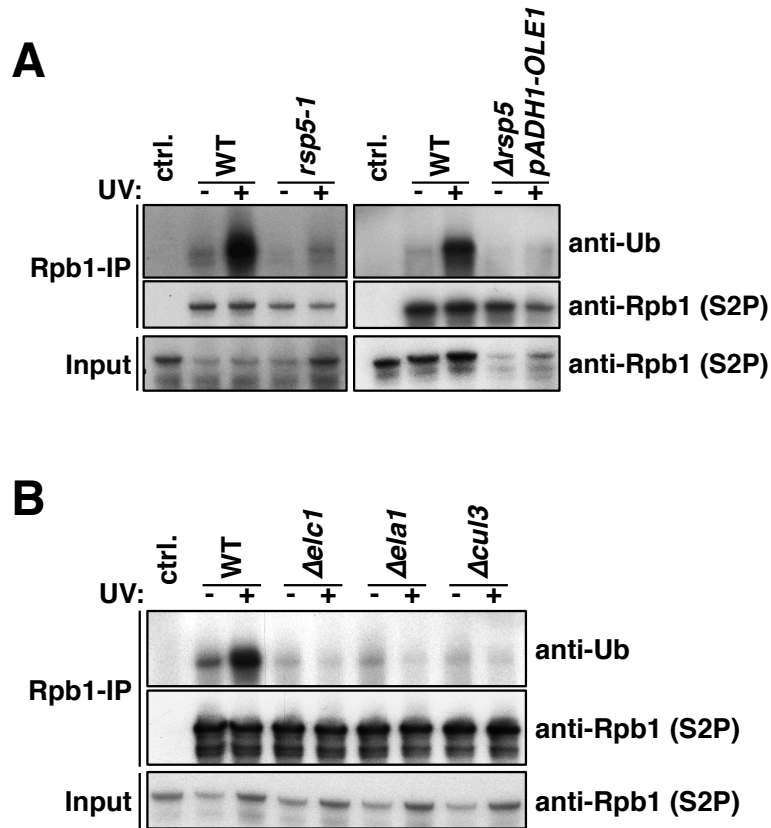 A
ctrl. WT rsp5-1 ctrl. WT Δrsp5 pADH1-OLE1
UV: - + - + - + - +
Rpb1-IP anti-Ub
anti-Rpb1 (S2P)
Input anti-Rpb1 (S2P)
B
ctrl. WT Δelc1 Δela1 Δcul3
UV: - + - + - + - +
Rpb1-IP anti-Ub
anti-Rpb1 (S2P)
Input anti-Rpb1 (S2P)